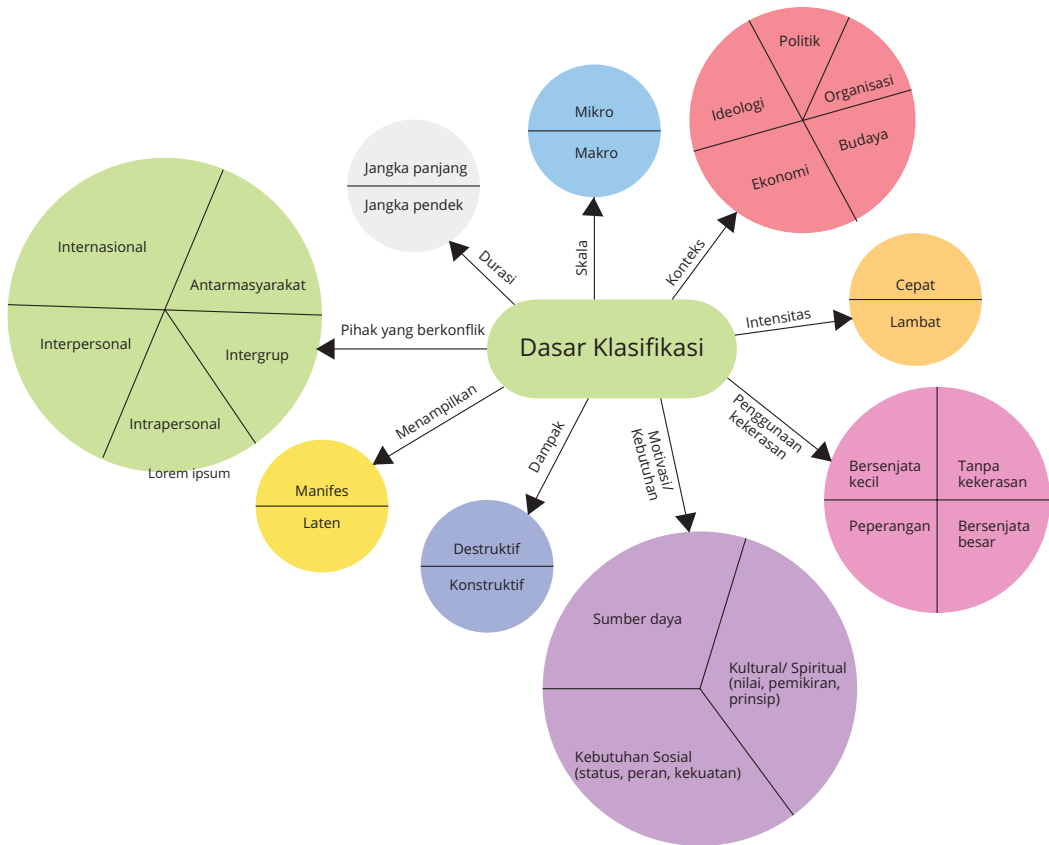 Politik
Organisasi
Ideologi
Budaya
Ekonomi
Mikro
Makro
Jangka panjang
Jangka pendek
Internasional
Antarmasyarakat
Interpersonal
Intergrup
Intrapersonal
Lorem ipsum
Durasi
Skala
Konteks
Cepat
Lambat
Intensitas
Pihak yang berkonflik
Dasar Klasifikasi
Menampilkan
Dampak
Motivasi/
Kebutuhan
Penggunaan
kekerasan
Bersenjata
kecil
Tanpa
kekerasan
Peperangan
Bersenjata
besar
Manifes
Laten
Destruktif
Konstruktif
Sumber daya
Kultural/ Spiritual
(nilai, pemikiran,
prinsip)
Kebutuhan Sosial
(status, peran, kekuatan)